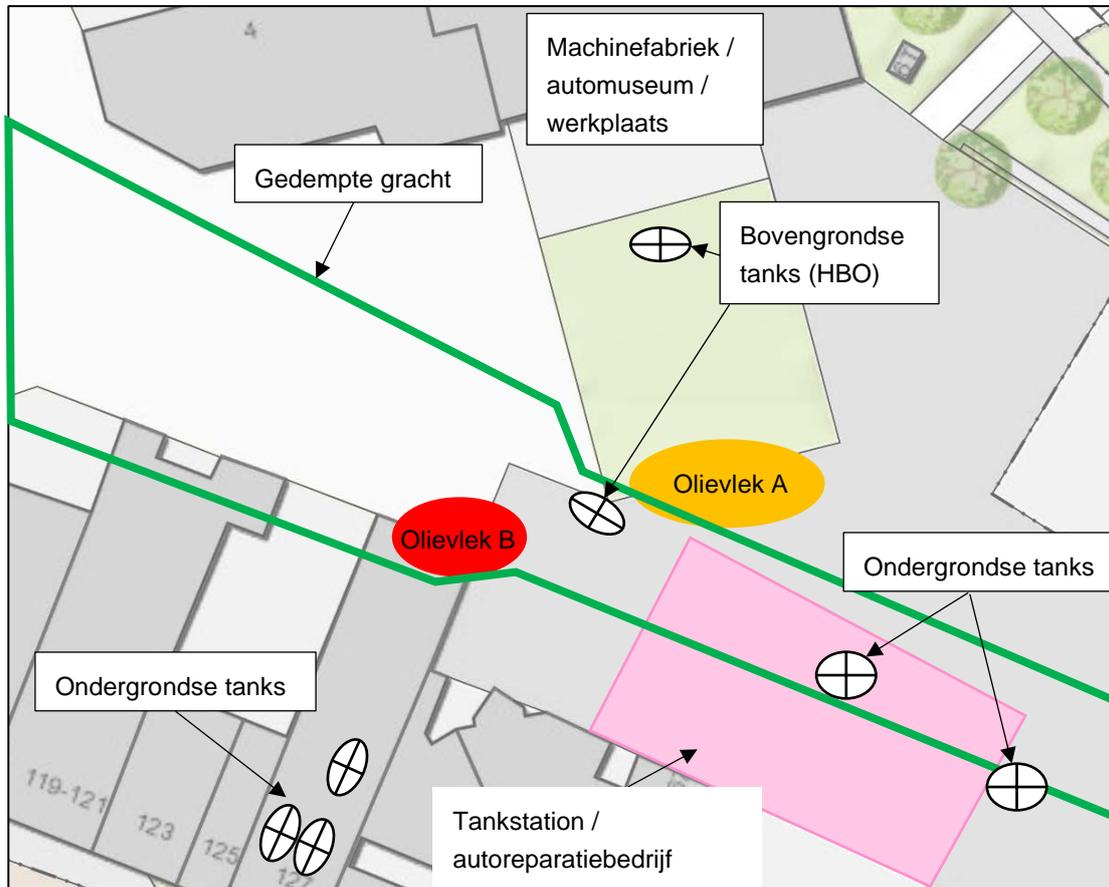 4
Machinefabriek /
automuseum /
werkplaats
Gedempte gracht
Bovengrondse
tanks (HBO)
Olievlek A
Olievlek B
Ondergrondse tanks
Ondergrondse tanks
119-121
123
125
127
Tankstation /
autoreparatiebedrijf